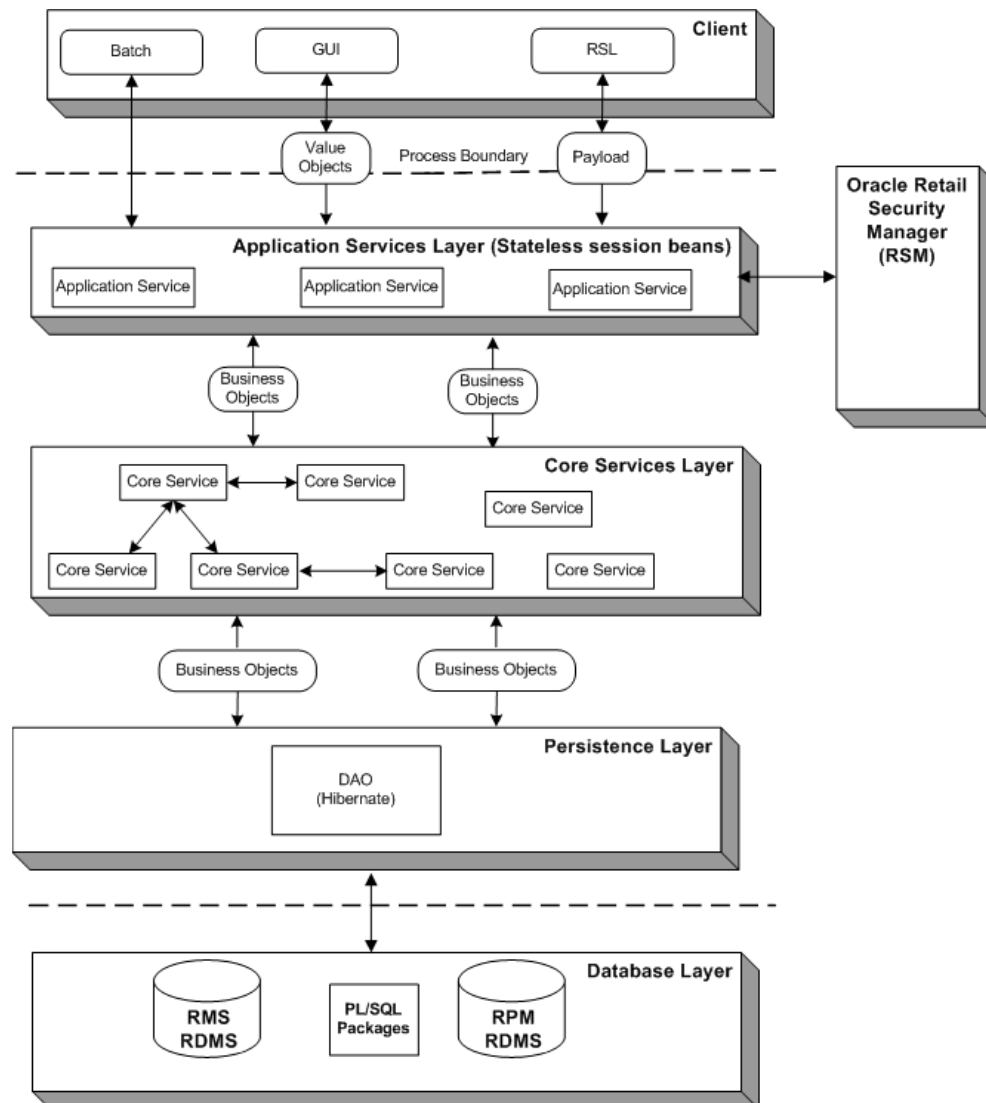 Client
Batch
GUI
RSL
Value
Objects
Process Boundary
Payload
Oracle Retail
Security
Manager
(RSM)
Application Services Layer (Stateless session beans)
Application Service
Application Service
Application Service
Business
Objects
Business
Objects
Core Services Layer
Core Service
Core Service
Core Service
Core Service
Core Service
Core Service
Core Service
Business Objects
Business Objects
Persistence Layer
DAO
(Hibernate)
Database Layer
RMS
RDMS
PL/SQL
Packages
RPM
RDMS